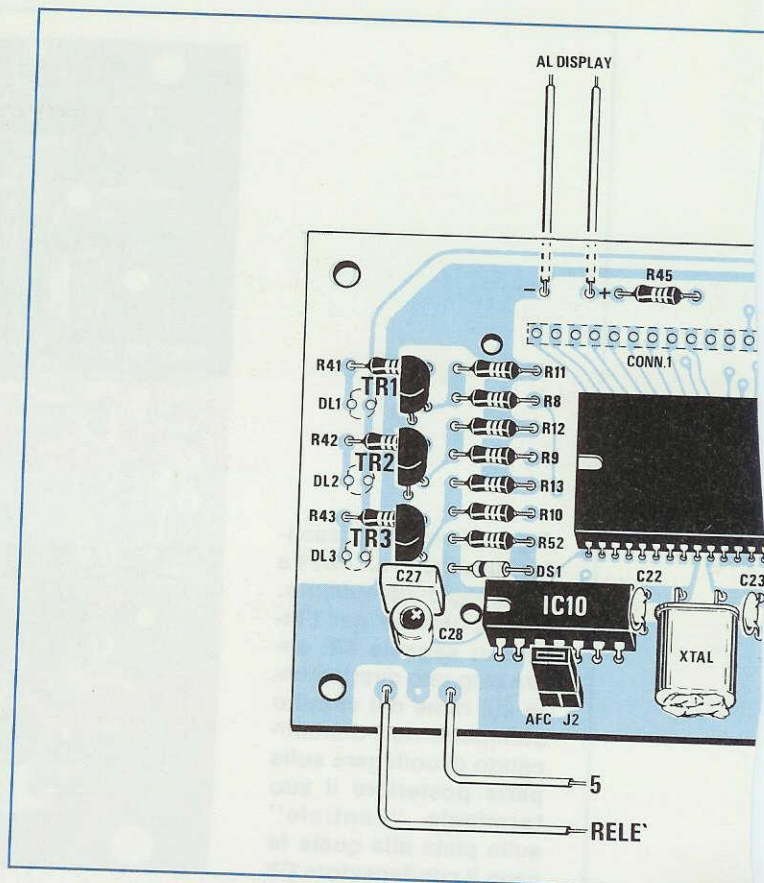 AL DISPLAY
- +
R45
CONN.1
R41
TR1
R11
DL1
R8
R42
TR2
R12
R9
DL2
R13
R43
TR3
R10
R52
DL3
C27
DS1
C22
C23
IC10
C28
XTAL
AFC J2
5
RELE`